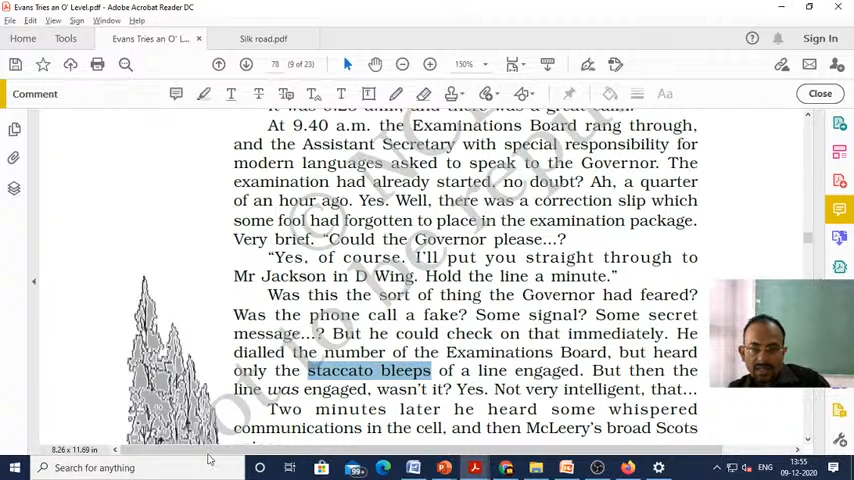 Evans Tries an O' Level.pdf - Adobe Acrobat Reader DC
File Edit View Sign Window Help
Home Tools Evans Tries an O' L... × Silk road.pdf Sign In
78 (9 of 23) 150%
Comment Close
At 9.40 a.m. the Examinations Board rang through,
and the Assistant Secretary with special responsibility for
modern languages asked to speak to the Governor. The
examination had already started, no doubt? Ah, a quarter
of an hour ago. Yes. Well, there was a correction slip which
some fool had forgotten to place in the examination package.
Very brief. “Could the Governor please...?
“Yes, of course. I'll put you straight through to
Mr Jackson in D Wing. Hold the line a minute.”
Was this the sort of thing the Governor had feared?
Was the phone call a fake? Some signal? Some secret
message...? But he could check on that immediately. He
dialled the number of the Examinations Board, but heard
only the staccato bleeps of a line engaged. But then the
line was engaged, wasn't it? Yes. Not very intelligent, that...
Two minutes later he heard some whispered
communications in the cell, and then McLeery's broad Scots
8.26 x 11.69 in
Search for anything
99+
ENG
13:55
09-12-2020